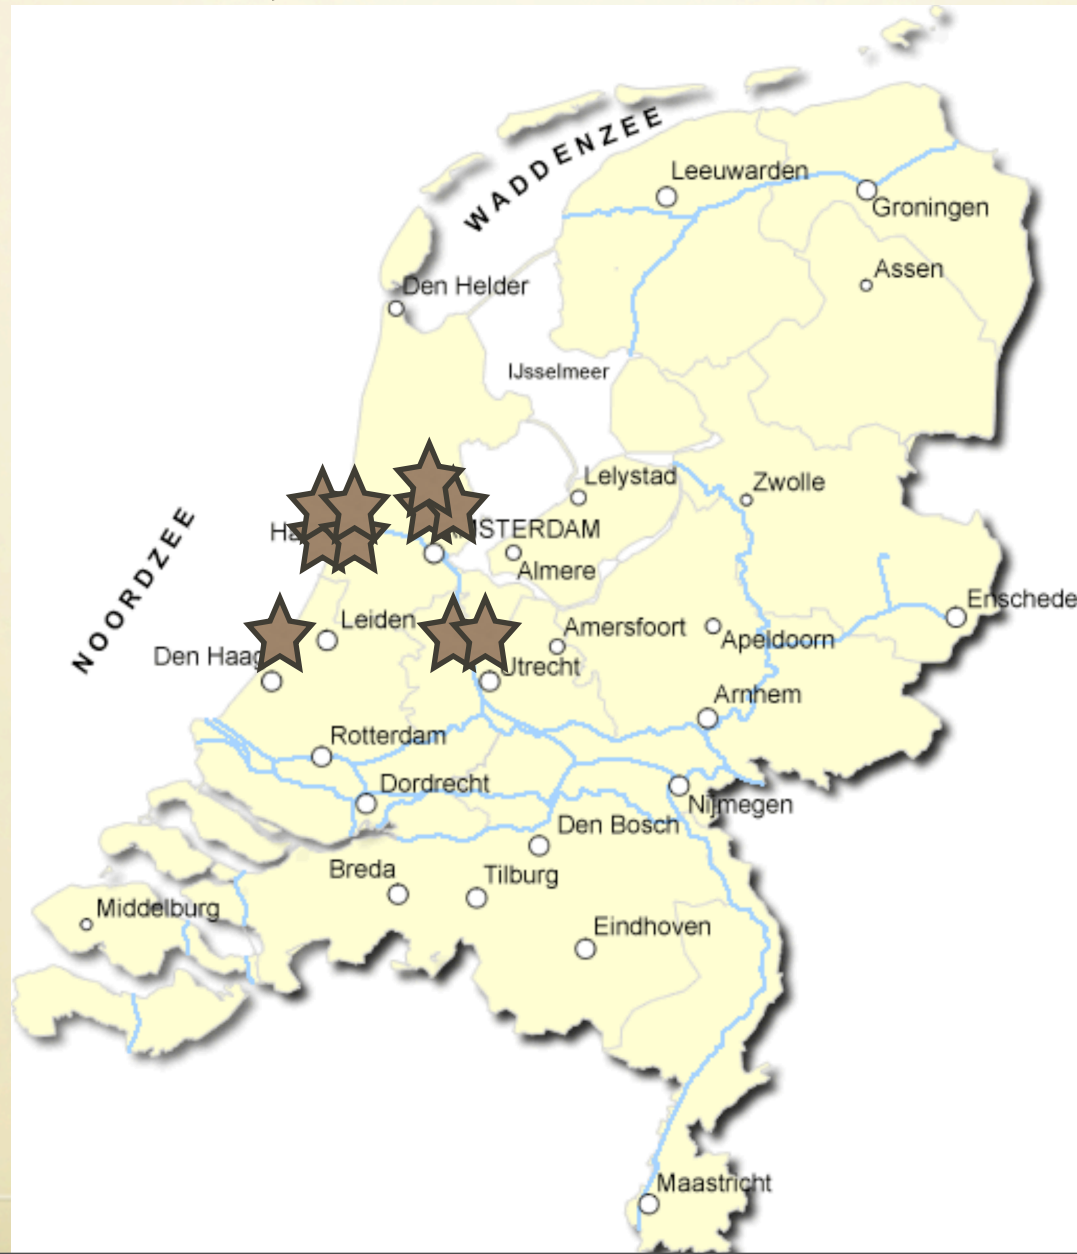 WADDENZEE
Leeuwarden
Groningen
Assen
Den Helder
IJsselmeer
Lelystad
Zwolle
NOORDZEE
Almere
Enschede
Leiden
Amersfoort
Apeldoorn
Den Haag
Utrecht
Arnhem
Rotterdam
Dordrecht
Nijmegen
Den Bosch
Breda
Tilburg
Middelburg
Eindhoven
Maastricht